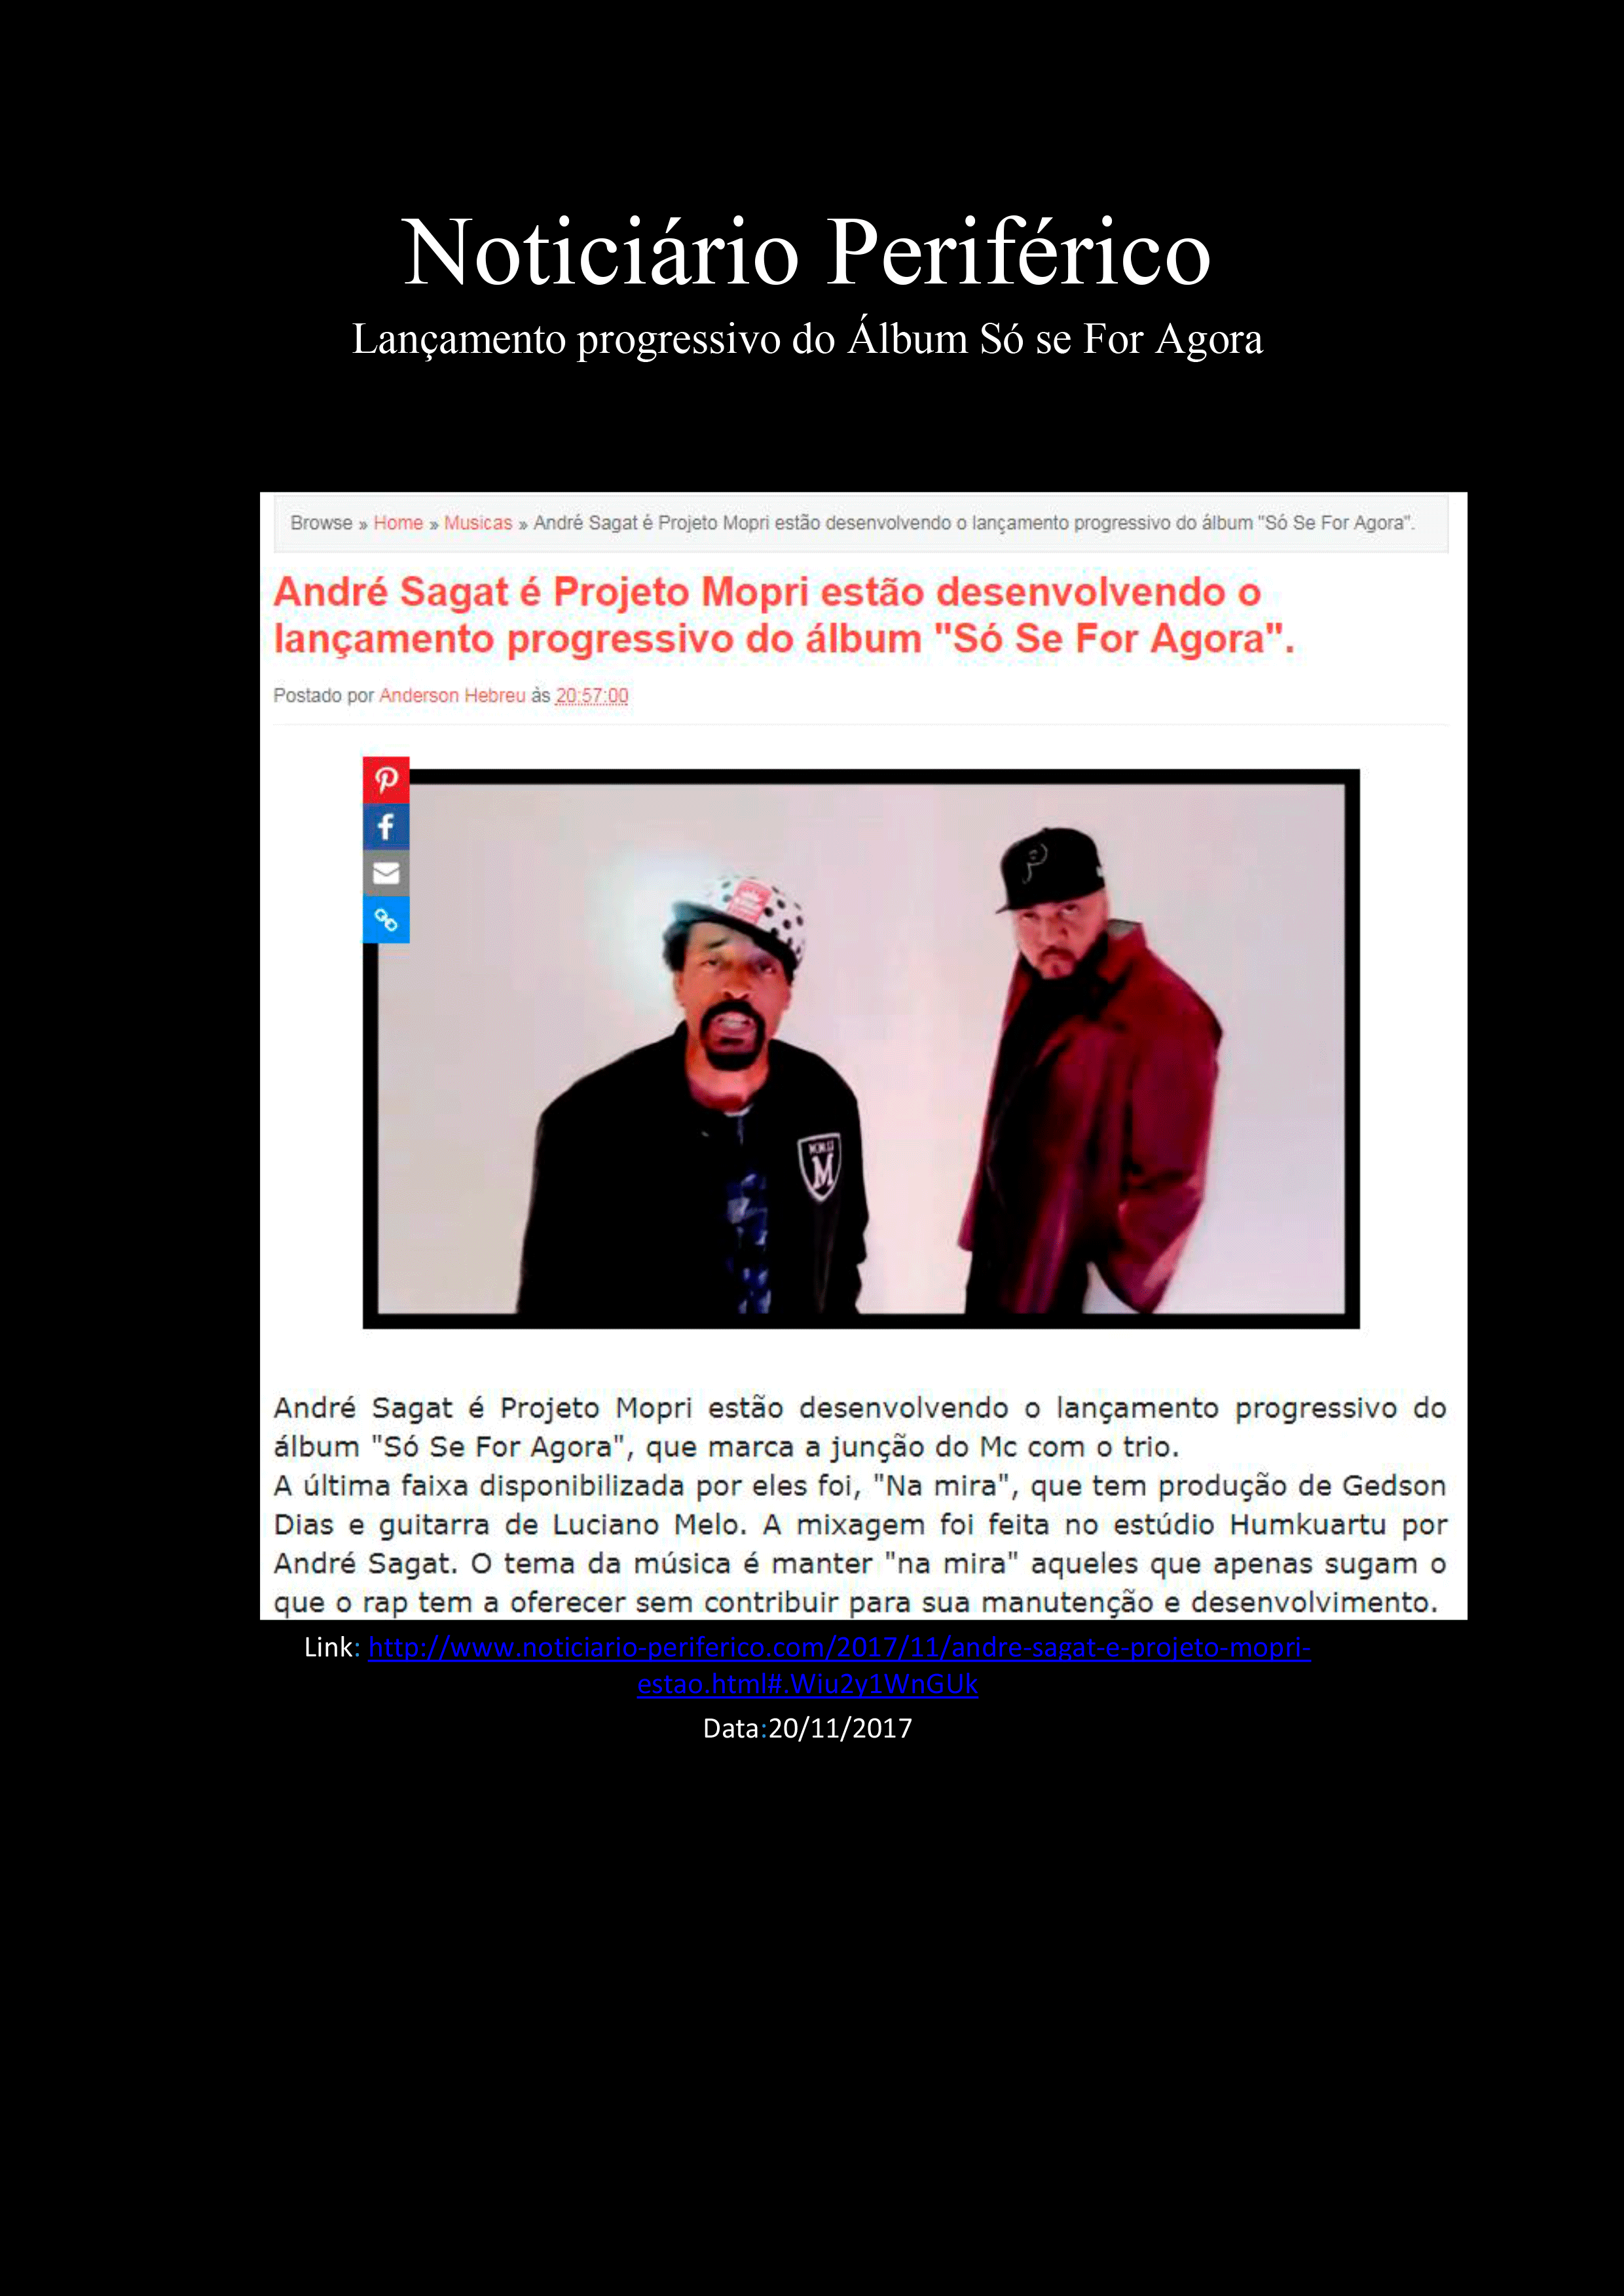 Noticiário Periférico
Lançamento progressivo do Álbum Só se For Agora
Browse » Home » Musicas » André Sagat é Projeto Mopri estão desenvolvendo o lançamento progressivo do álbum "Só Se For Agora".
André Sagat é Projeto Mopri estão desenvolvendo o
lançamento progressivo do álbum "Só Se For Agora".
Postado por Anderson Hebreu às 20:57:00
M
André Sagat é Projeto Mopri estão desenvolvendo o lançamento progressivo do
álbum "Só Se For Agora", que marca a junção do Mc com o trio.
A última faixa disponibilizada por eles foi, "Na mira", que tem produção de Gedson
Dias e guitarra de Luciano Melo. A mixagem foi feita no estúdio Humkuartu por
André Sagat. O tema da música é manter "na mira" aqueles que apenas sugam o
que o rap tem a oferecer sem contribuir para sua manutenção e desenvolvimento.
Link: http://www.noticiario-periferico.com/2017/11/andre-sagat-e-projeto-mopri-
estao.html#.Wiu2y1WnGUk
Data:20/11/2017